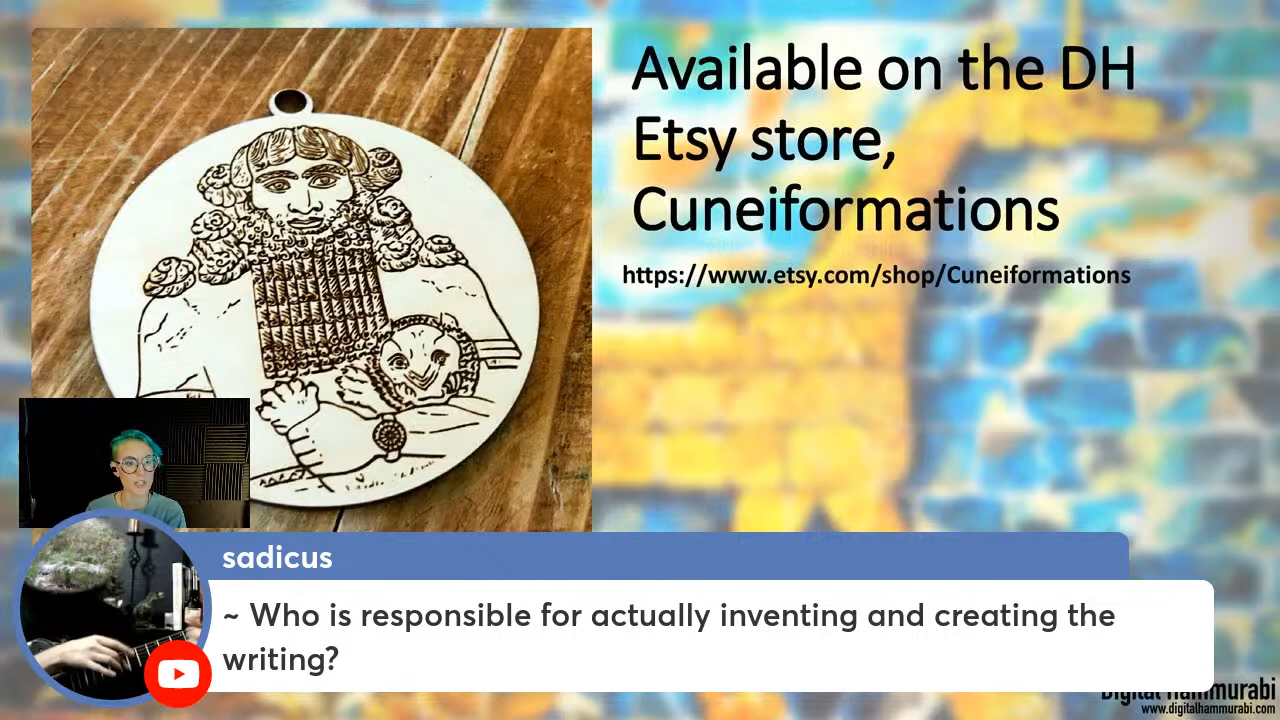 Available on the DH
Etsy store,
Cuneiformations
https://www.etsy.com/shop/Cuneiformations
sadicus
~ Who is responsible for actually inventing and creating the
writing?
Digital Hammurabi
www.digitalhammurabi.com